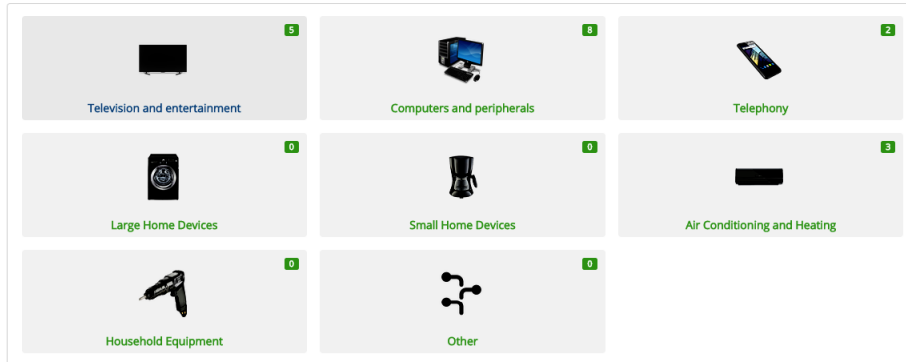 5
8
2
Television and entertainment
Computers and peripherals
Telephony
0
0
3
Large Home Devices
Small Home Devices
Air Conditioning and Heating
0
0
Household Equipment
Other